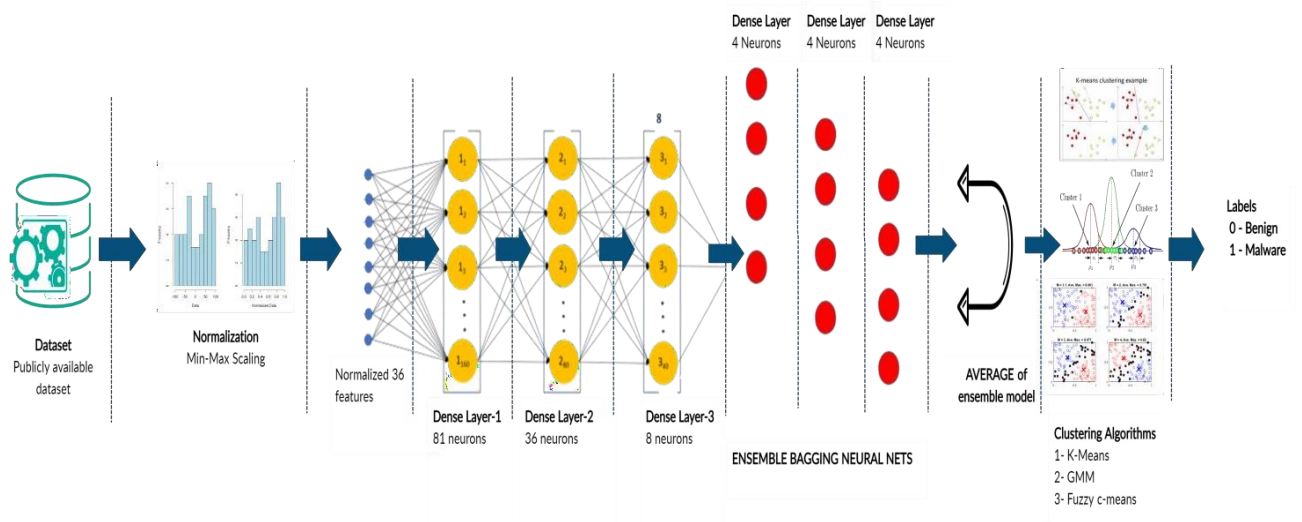 Dataset
Publicly available
dataset
Normalization
Min-Max Scaling
Normalized 36
features
Dense Layer-1
81 neurons
Dense Layer-2
36 neurons
8
Dense Layer-3
8 neurons
Dense Layer
4 Neurons
Dense Layer
4 Neurons
Dense Layer
4 Neurons
ENSEMBLE BAGGING NEURAL NETS
AVERAGE of
ensemble model
K-means clustering example
Cluster 1
Cluster 2
Cluster 3
Clustering Algorithms
1- K-Means
2- GMM
3- Fuzzy c-means
Labels
0 - Benign
1 - Malware